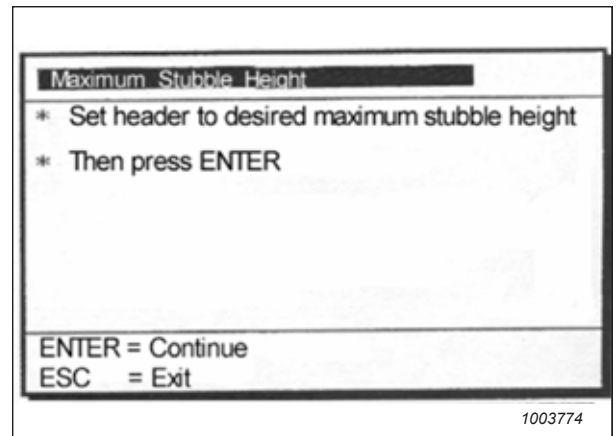 Maximum Stubble Height
* Set header to desired maximum stubble height
* Then press ENTER
ENTER = Continue
ESC = Exit
1003774